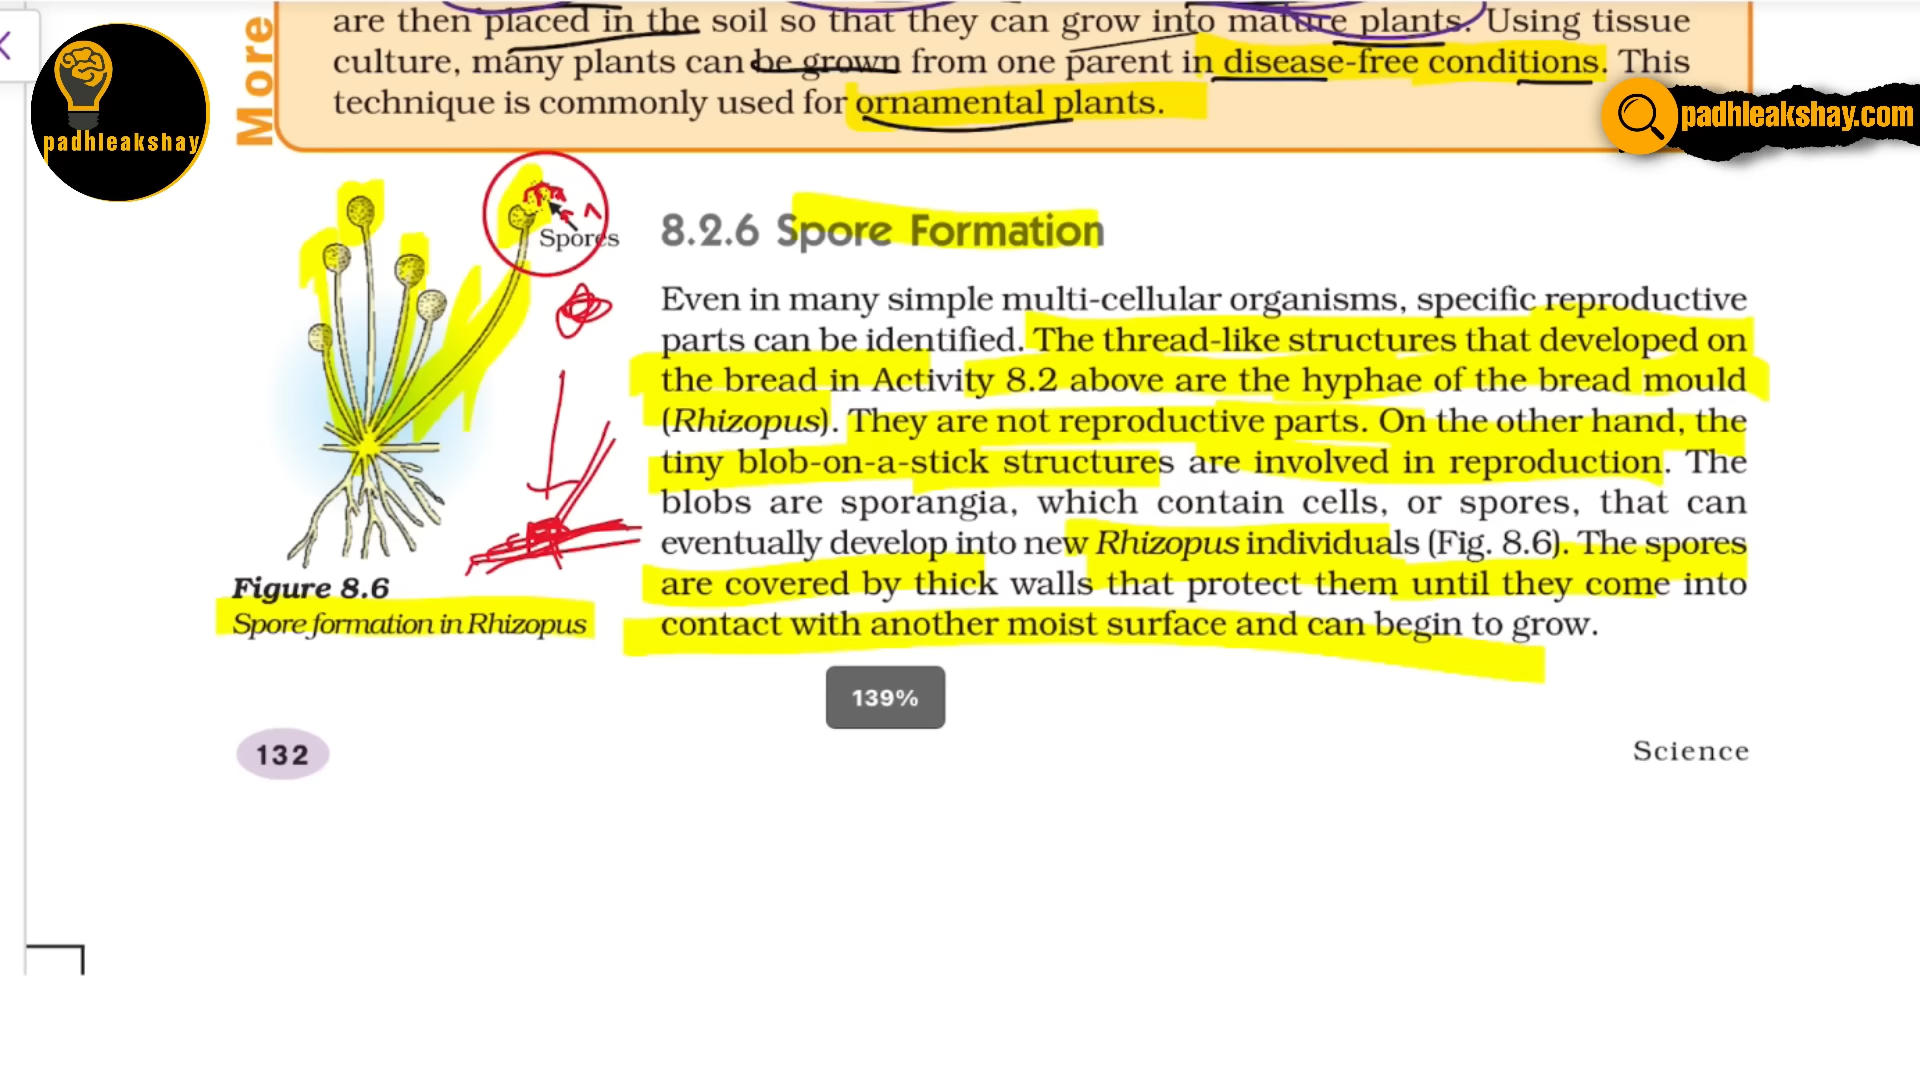 are then placed in the soil so that they can grow into mature plants. Using tissue
culture, many plants can be grown from one parent in disease-free conditions. This
technique is commonly used for ornamental plants.
More
padhleakshay
padhleakshay.com
Spores
8.2.6 Spore Formation
Even in many simple multi-cellular organisms, specific reproductive
parts can be identified. The thread-like structures that developed on
the bread in Activity 8.2 above are the hyphae of the bread mould
(Rhizopus). They are not reproductive parts. On the other hand, the
tiny blob-on-a-stick structures are involved in reproduction. The
blobs are sporangia, which contain cells, or spores, that can
eventually develop into new Rhizopus individuals (Fig. 8.6). The spores
are covered by thick walls that protect them until they come into
contact with another moist surface and can begin to grow.
Figure 8.6
Spore formation in Rhizopus
139%
132
Science